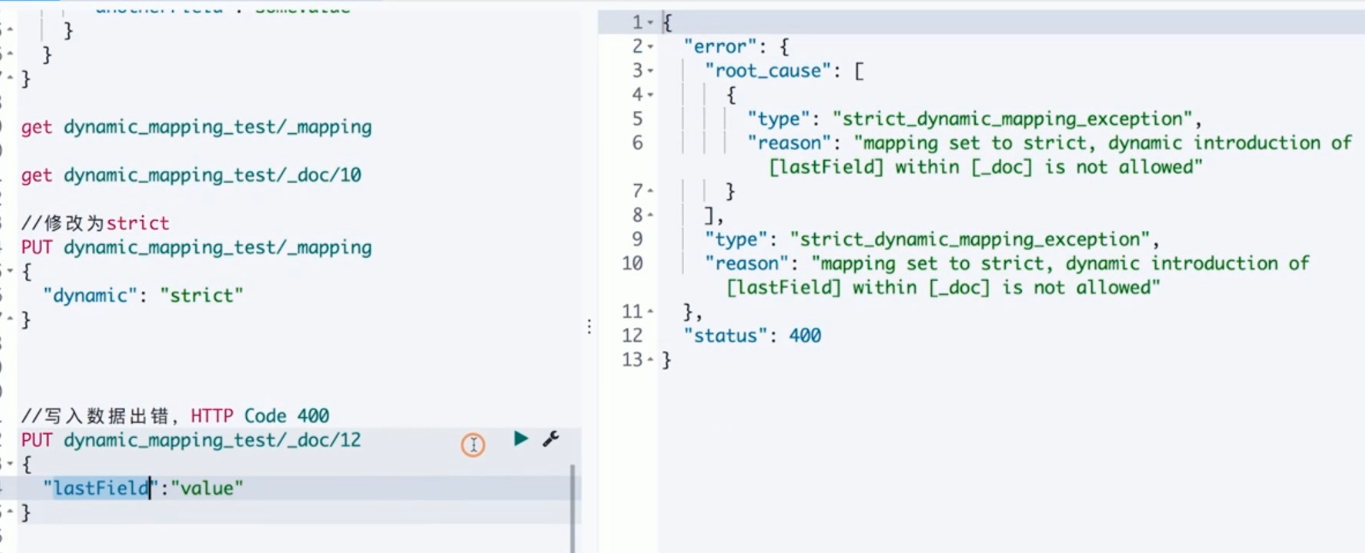 "anotherField":"someValue"
}
}
}
get dynamic_mapping_test/_mapping
get dynamic_mapping_test/_doc/10
//修改为strict
PUT dynamic_mapping_test/_mapping
{
"dynamic": "strict"
}
//写入数据出错，HTTP Code 400
PUT dynamic_mapping_test/_doc/12
{
"lastField":"value"
}
1 {
2 "error": {
3 "root_cause": [
4 {
5 "type": "strict_dynamic_mapping_exception",
6 "reason": "mapping set to strict, dynamic introduction of
[lastField] within [_doc] is not allowed"
7 }
8 ],
9 "type": "strict_dynamic_mapping_exception",
10 "reason": "mapping set to strict, dynamic introduction of
[lastField] within [_doc] is not allowed"
11 },
12 "status": 400
13 }